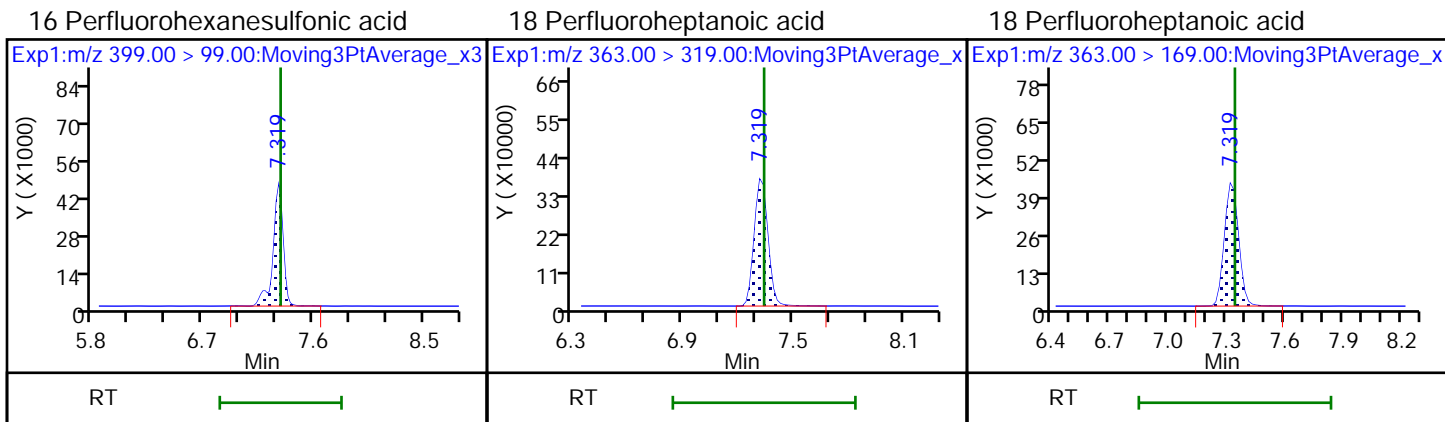 16 Perfluorohexanesulfonic acid
Exp1:m/z 399.00 > 99.00:Moving3PtAverage_x3
Y ( X1000)
84
70
56
42
28
14
0
7.319
5.8 6.7 7.6 8.5
Min
RT
18 Perfluoroheptanoic acid
Exp1:m/z 363.00 > 319.00:Moving3PtAverage_x
Y ( X10000)
66
55
44
33
22
11
0
7.319
6.3 6.9 7.5 8.1
Min
RT
18 Perfluoroheptanoic acid
Exp1:m/z 363.00 > 169.00:Moving3PtAverage_x
Y ( X1000)
78
65
52
39
26
13
0
7.319
6.4 6.7 7.0 7.3 7.6 7.9 8.2
Min
RT